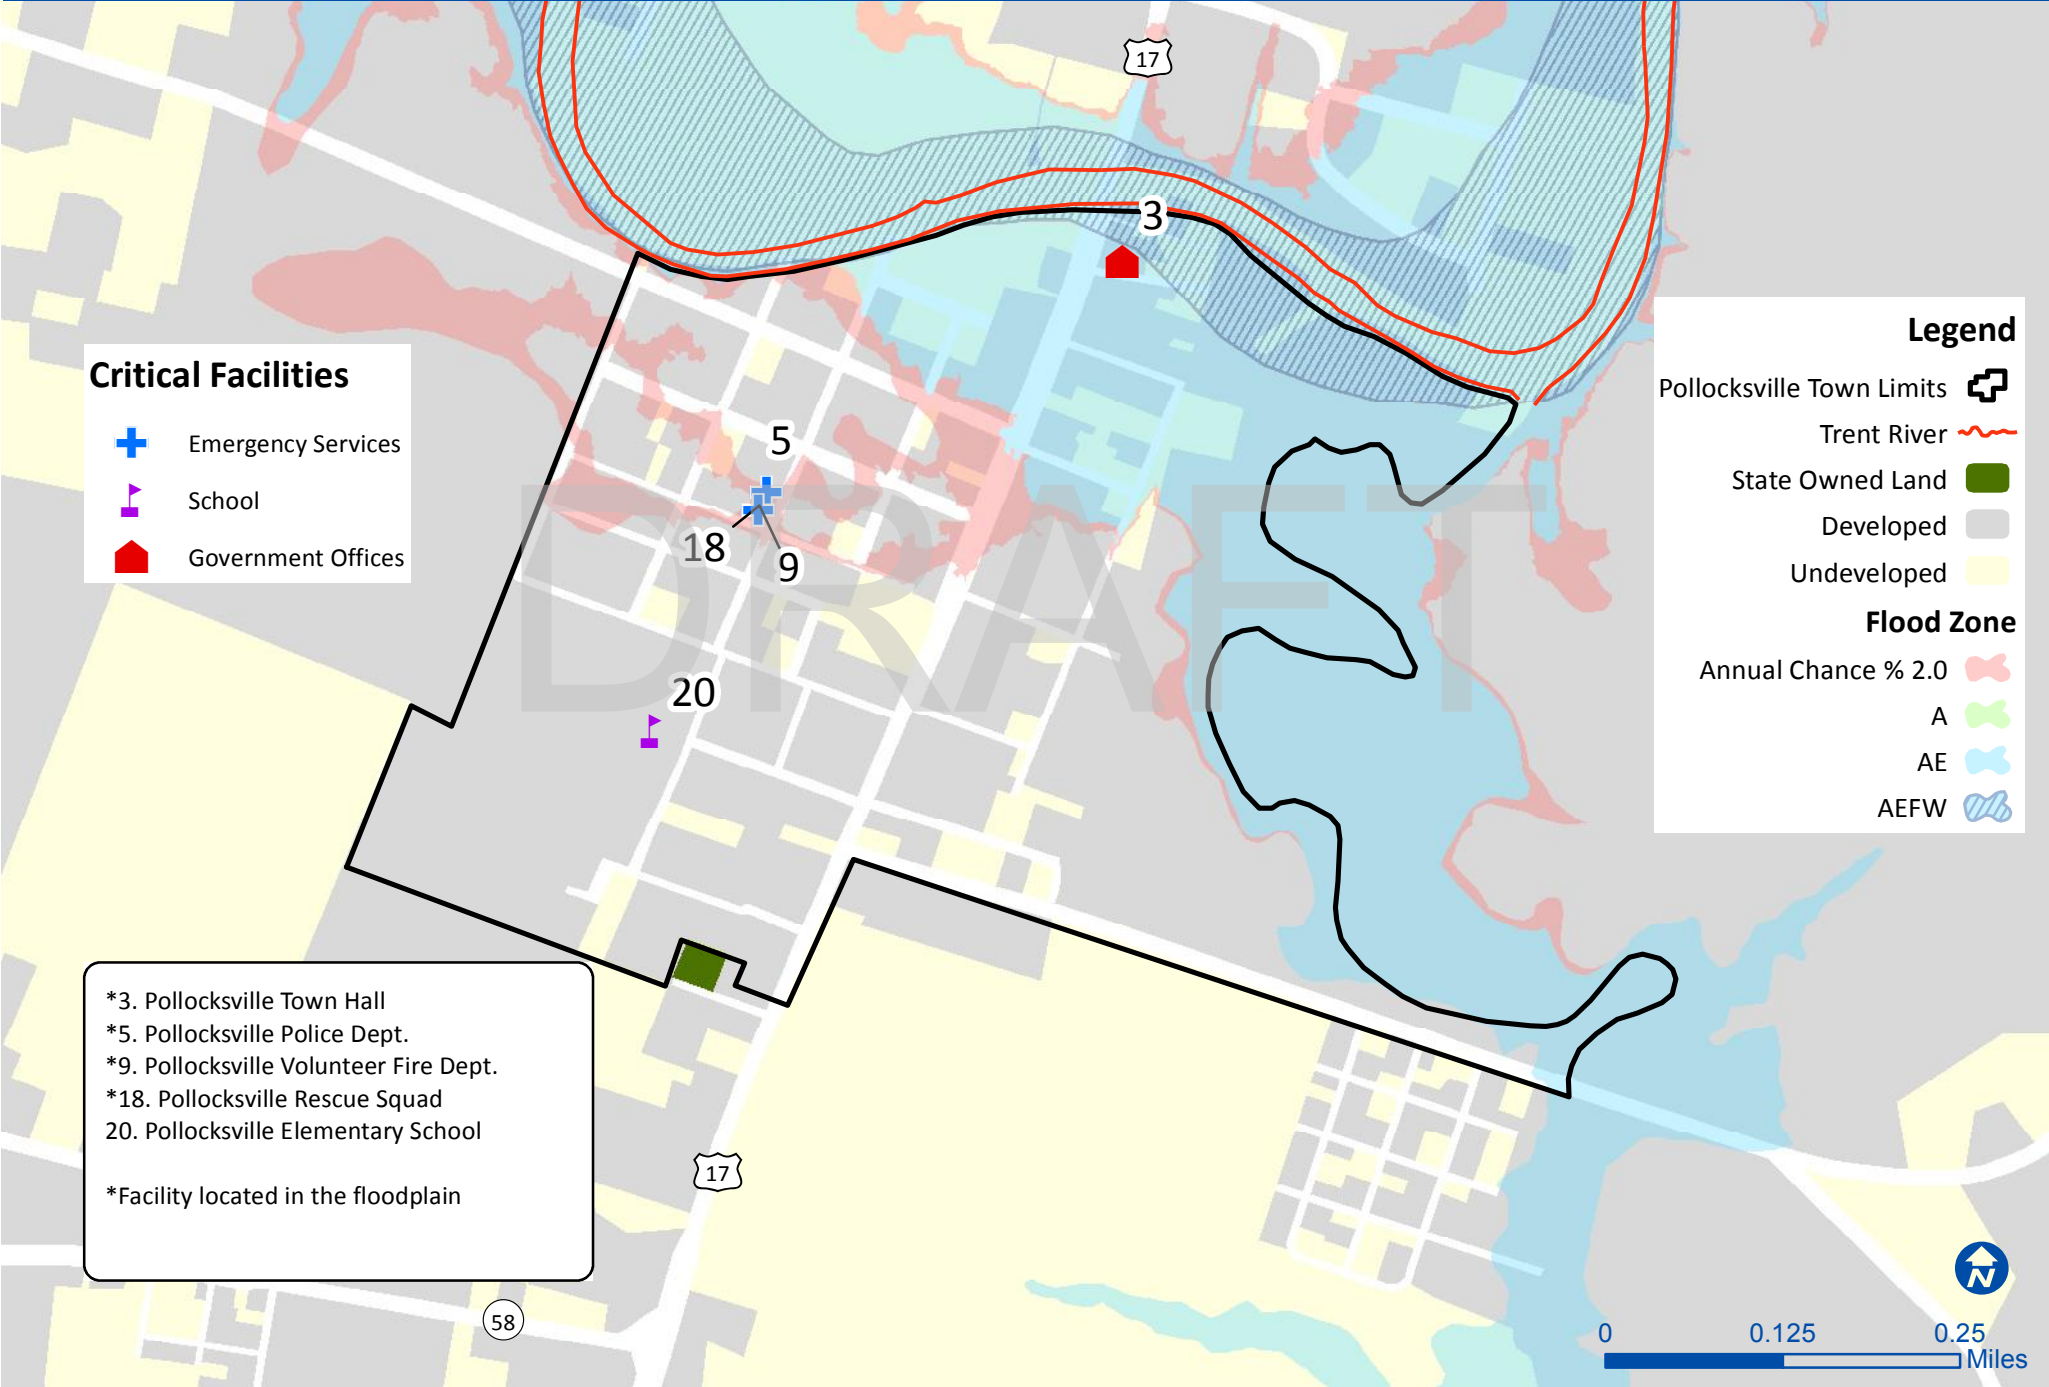 17
3
Critical Facilities
Emergency Services
School
Government Offices
Legend
Pollocksville Town Limits
Trent River
State Owned Land
Developed
Undeveloped
Flood Zone
Annual Chance % 2.0
A
AE
AEFW
5
18
9
DRAFT
20
*3. Pollocksville Town Hall
*5. Pollocksville Police Dept.
*9. Pollocksville Volunteer Fire Dept.
*18. Pollocksville Rescue Squad
20. Pollocksville Elementary School
*Facility located in the floodplain
17
58
N
0 0.125 0.25
Miles